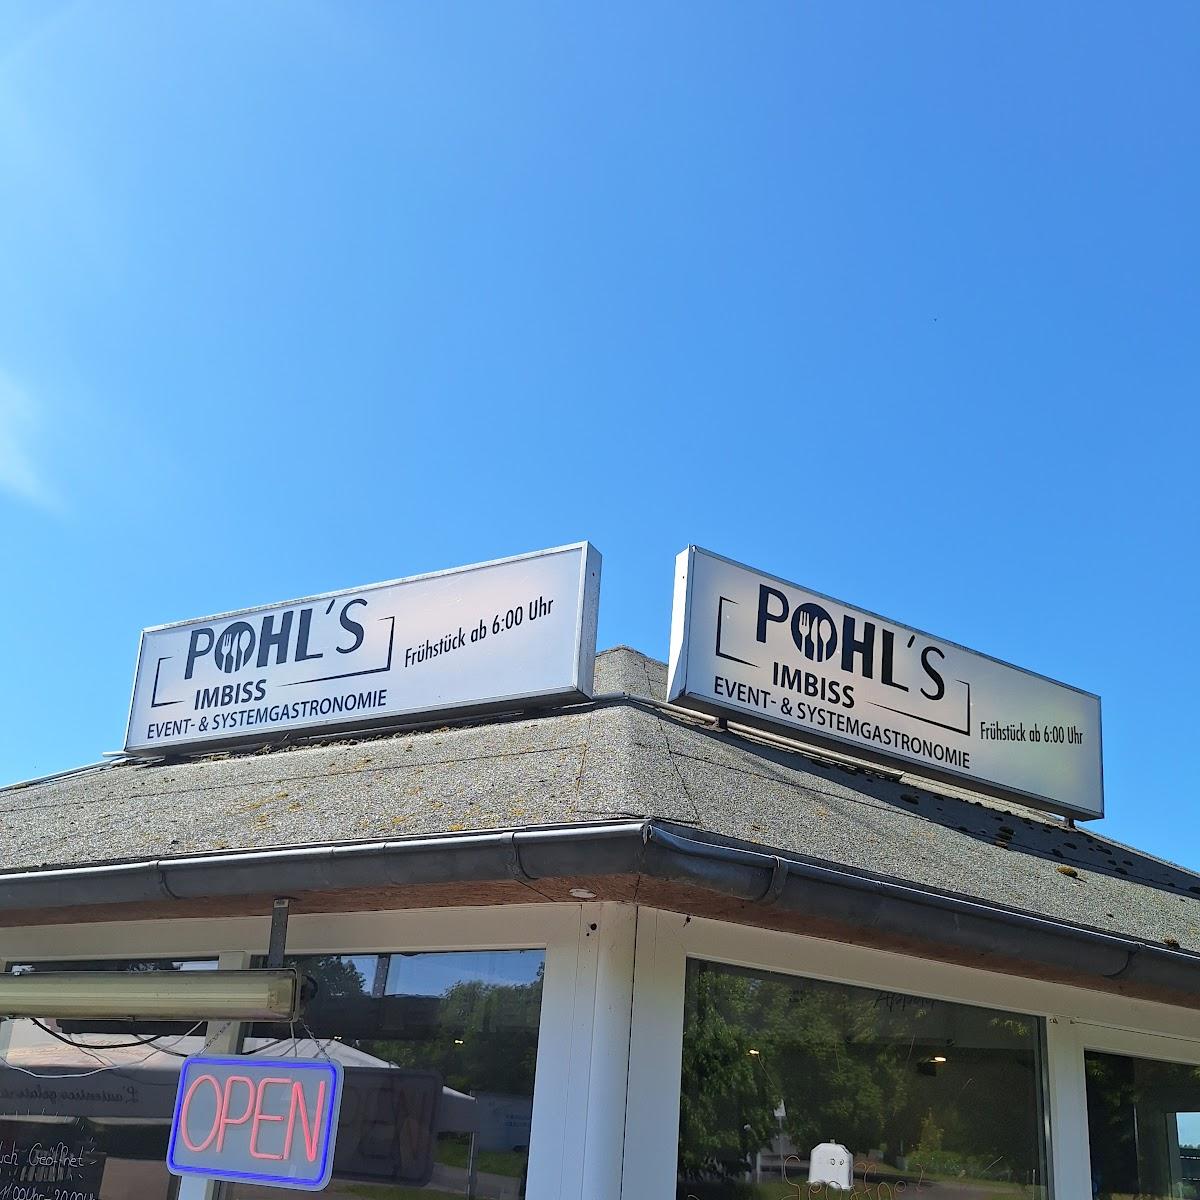 POHL'S
IMBISS
EVENT- & SYSTEMGASTRONOMIE
Frühstück ab 6:00 Uhr
POHL'S
IMBISS
EVENT- & SYSTEMGASTRONOMIE
Frühstück ab 6:00 Uhr
OPEN
Geöffnet